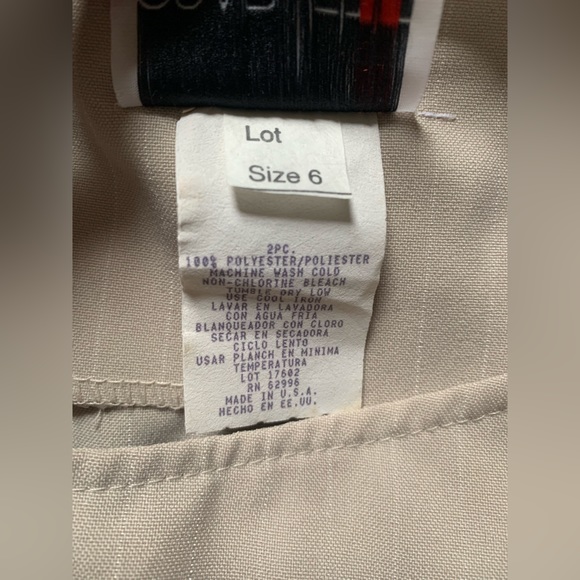 Lot
Size 6
2PC.
100% POLYESTER/POLIESTER
MACHINE WASH COLD
NON-CHLORINE BLEACH
TUMBLE DRY LOW
USE COOL IRON
LAVAR EN LAVADORA
CON AGUA FRIA
BLANQUEADOR CON CLORO
SECAR EN SECADORA
CICLO LENTO
USAR PLANCH EN MINIMA
TEMPERATURA
LOT 17602
RN 62996
MADE IN U.S.A.
HECHO EN EE.UU.